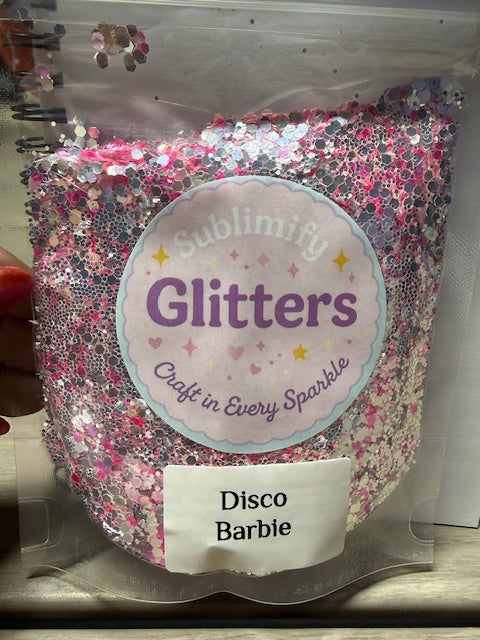 Sublimify
Glitters
Craft in Every Sparkle
Disco
Barbie